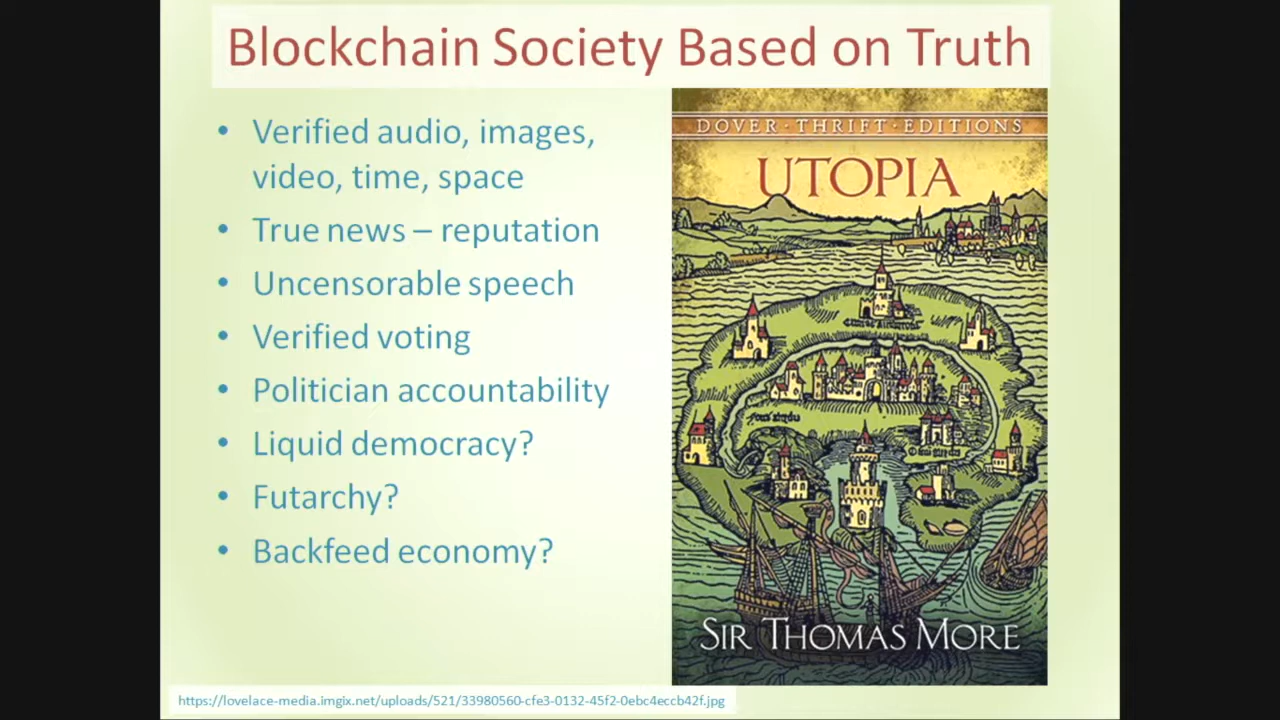 Blockchain Society Based on Truth
• Verified audio, images,
video, time, space
• True news – reputation
• Uncensorable speech
• Verified voting
• Politician accountability
• Liquid democracy?
• Futarchy?
• Backfeed economy?
DOVER · THRIFT · EDITIONS
UTOPIA
SIR THOMAS MORE
https://lovelace-media.imgix.net/uploads/521/33980560-cfe3-0132-45f2-0ebc4eccb42f.jpg